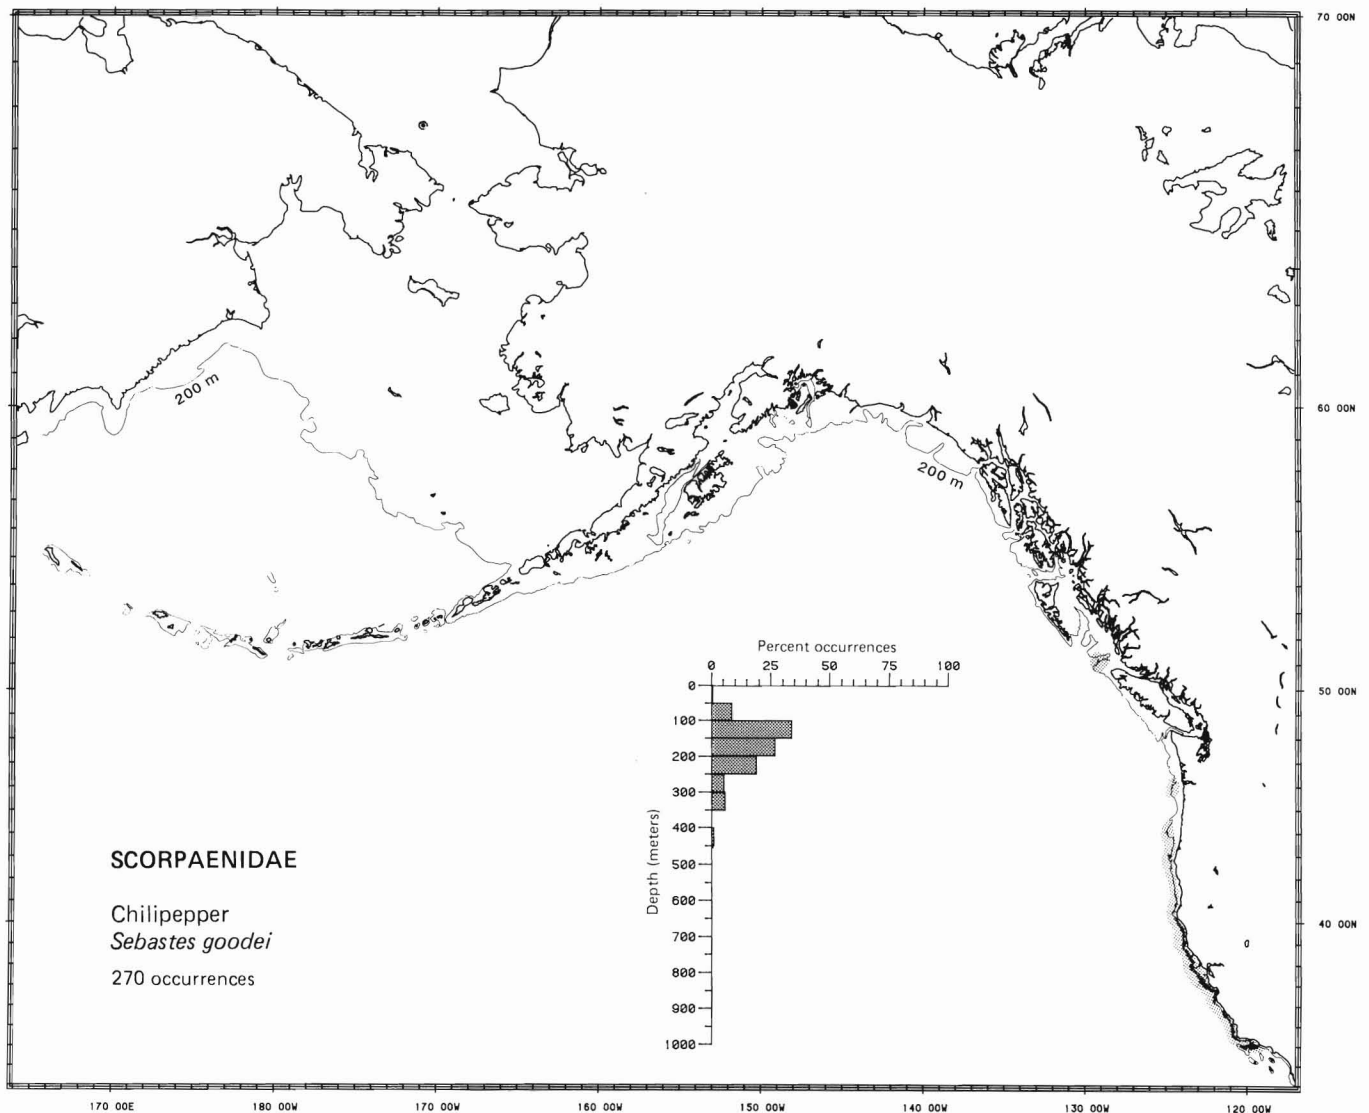 70 00N
200 m
60 00N
200 m
Percent occurrences
0 25 50 75 100
50 00N
0
100
200
300
400
500
600
700
800
900
1000
Depth (meters)
SCORPAENIDAE
Chilipepper
Sebastes goodei
270 occurrences
40 00N
170 00E 180 00W 170 00W 160 00W 150 00W 140 00W 130 00W 120 00W